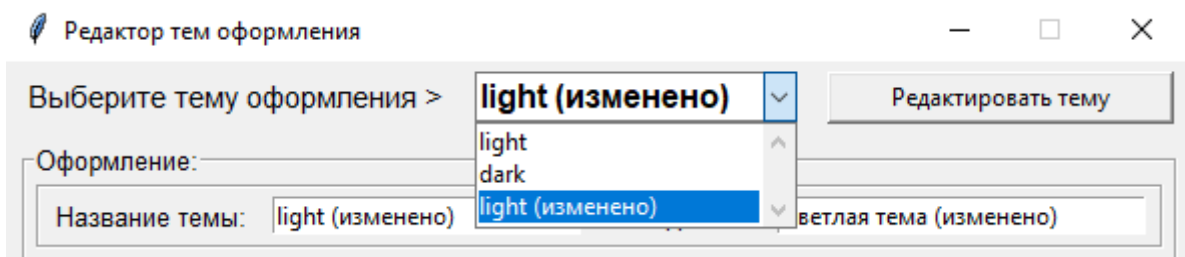 Редактор тем оформления
Выберите тему оформления > light (изменено) Редактировать тему
light
dark
light (изменено)
Оформление:
Название темы: light (изменено) ветлая тема (изменено)